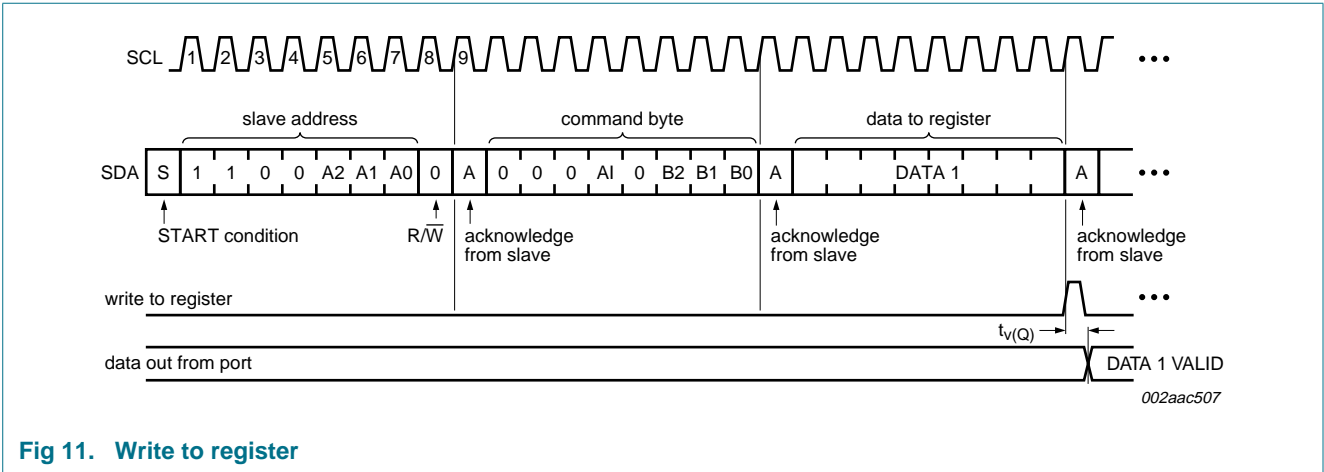 SCL 1 2 3 4 5 6 7 8 9 •••
slave address command byte data to register
SDA S 1 1 0 0 A2 A1 A0 0 A 0 0 0 AI 0 B2 B1 B0 A DATA 1 A •••
START condition R/W̅ acknowledge from slave acknowledge from slave acknowledge from slave
write to register •••
tv(Q)
data out from port DATA 1 VALID
002aac507
Fig 11. Write to register